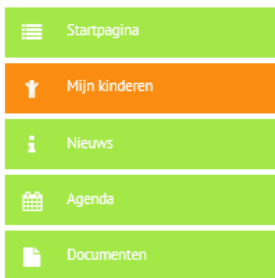 Startpagina
Mijn kinderen
Nieuws
Agenda
Documenten